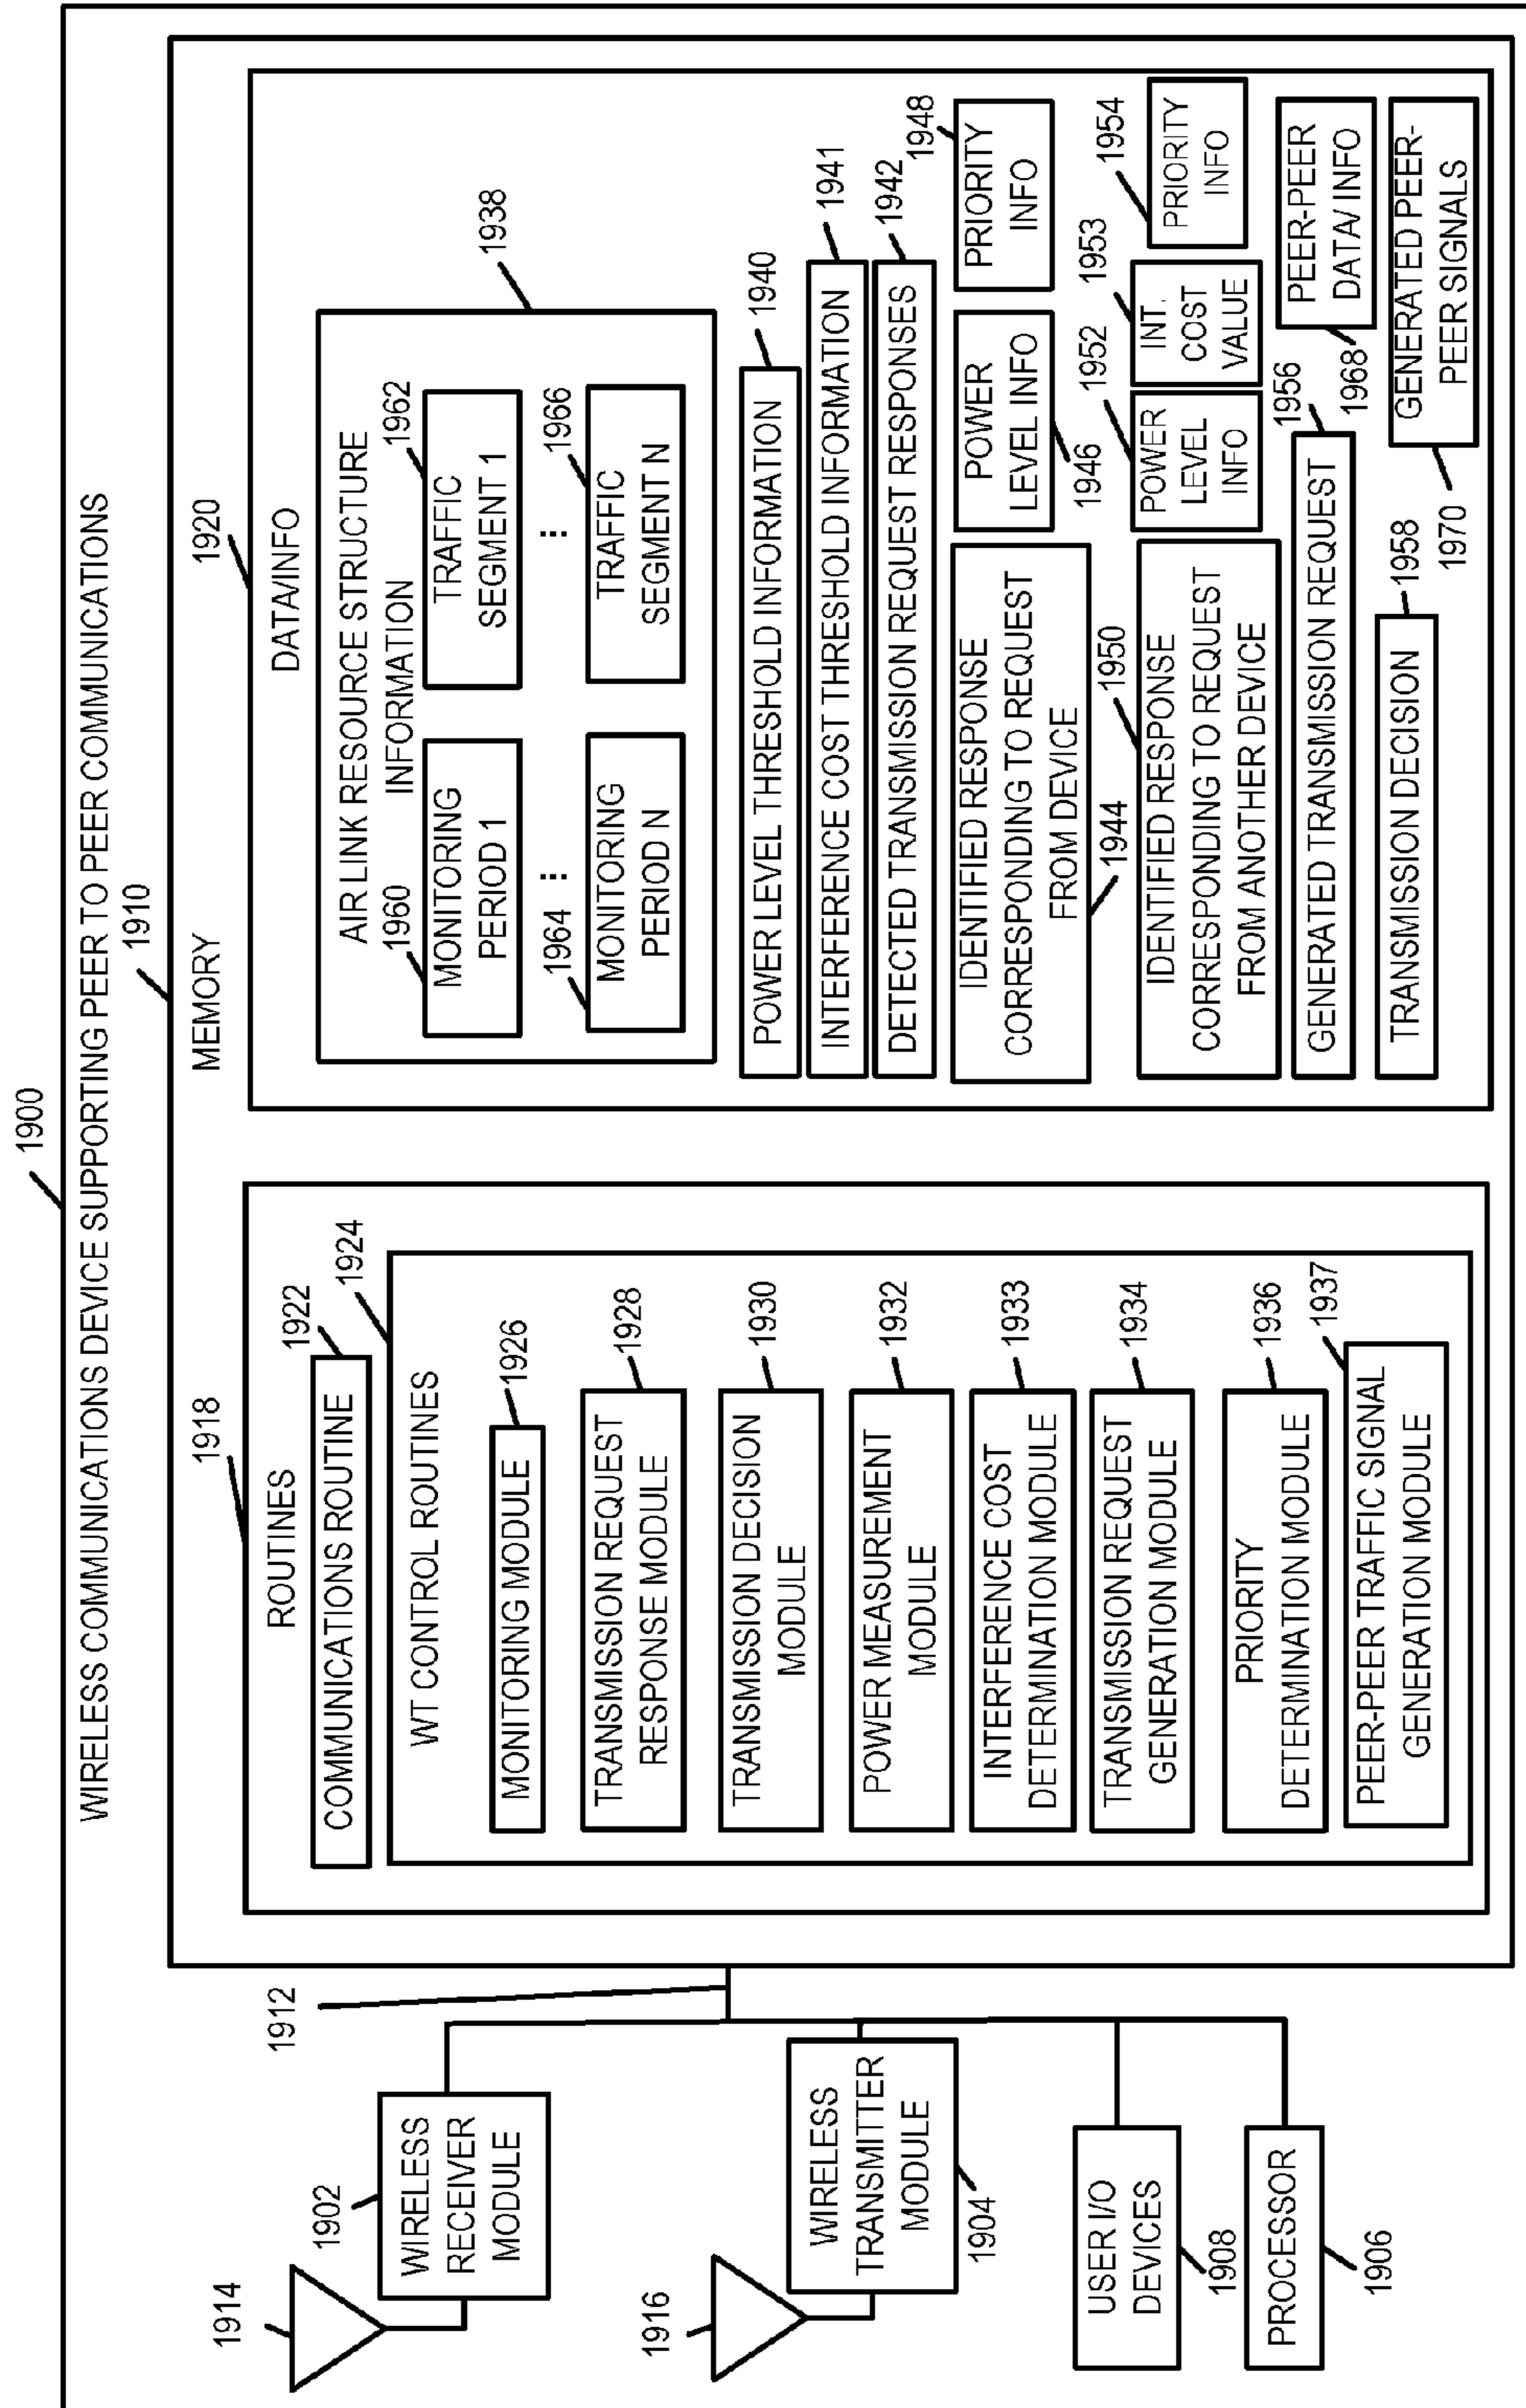 WIRELESS COMMUNICATIONS DEVICE SUPPORTING PEER TO PEER COMMUNICATIONS
1900
1914
1902
WIRELESS
RECEIVER
MODULE
1916
WIRELESS
TRANSMITTER
MODULE
1904
USER I/O
DEVICES
1908
PROCESSOR
1906
1912
1910
MEMORY
1918
ROUTINES
1922
COMMUNICATIONS ROUTINE
1924
WT CONTROL ROUTINES
1926
MONITORING MODULE
1928
TRANSMISSION REQUEST
RESPONSE MODULE
1930
TRANSMISSION DECISION
MODULE
1932
POWER MEASUREMENT
MODULE
1933
INTERFERENCE COST
DETERMINATION MODULE
1934
TRANSMISSION REQUEST
GENERATION MODULE
1936
PRIORITY
DETERMINATION MODULE
1937
PEER-PEER TRAFFIC SIGNAL
GENERATION MODULE
1920
DATA/INFO
1938
AIR LINK RESOURCE STRUCTURE
INFORMATION
1960
MONITORING
PERIOD 1
1962
TRAFFIC
SEGMENT 1
...
...
1964
MONITORING
PERIOD N
1966
TRAFFIC
SEGMENT N
POWER LEVEL THRESHOLD INFORMATION
1940
INTERFERENCE COST THRESHOLD INFORMATION
1941
DETECTED TRANSMISSION REQUEST RESPONSES
1942
IDENTIFIED RESPONSE
CORRESPONDING TO REQUEST
FROM DEVICE
1944
POWER
LEVEL INFO
1946
PRIORITY
INFO
1948
IDENTIFIED RESPONSE
CORRESPONDING TO REQUEST
FROM ANOTHER DEVICE
1950
POWER
LEVEL
INFO
1952
INT.
COST
VALUE
1953
PRIORITY
INFO
1954
GENERATED TRANSMISSION REQUEST
1956
PEER-PEER
DATA/INFO
1968
TRANSMISSION DECISION
1958
GENERATED PEER-
PEER SIGNALS
1970